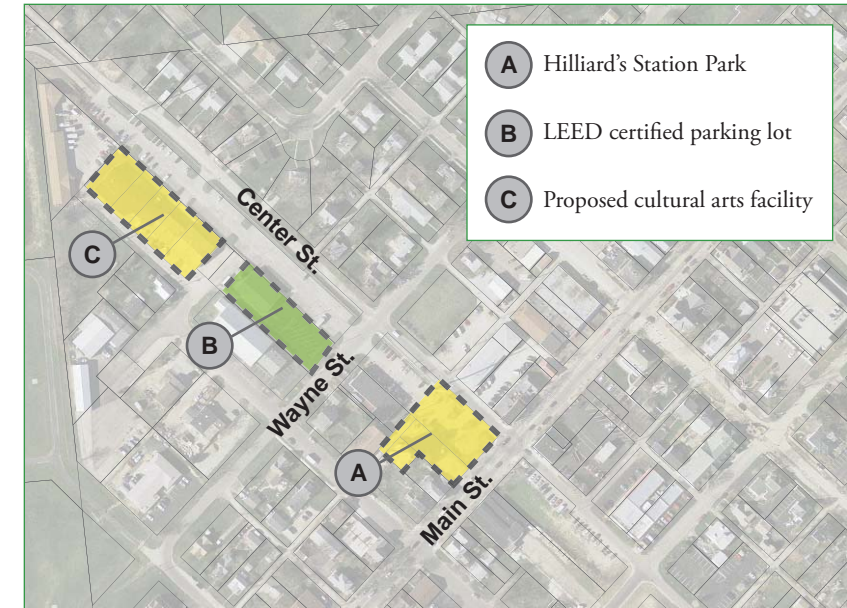 A Hilliard's Station Park
B LEED certified parking lot
C Proposed cultural arts facility
Center St.
C
B
Wayne St.
A
Main St.